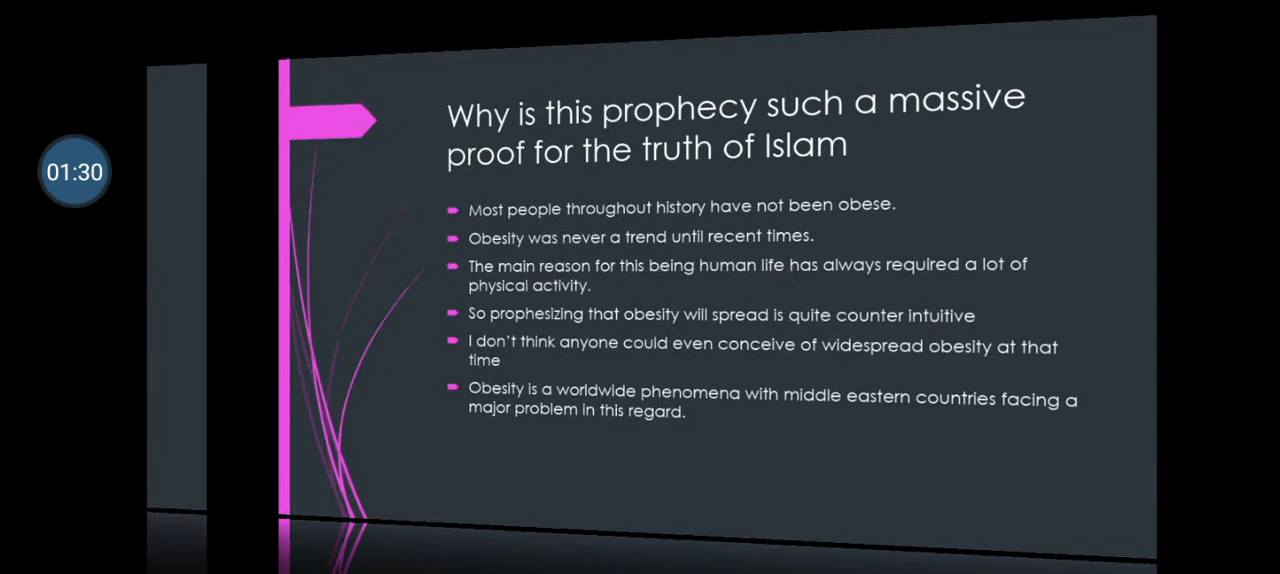 Why is this prophecy such a massive
proof for the truth of Islam
01:30
Most people throughout history have not been obese.
Obesity was never a trend until recent times.
The main reason for this being human life has always required a lot of
physical activity.
So prophesizing that obesity will spread is quite counter intuitive
I don't think anyone could even conceive of widespread obesity at that
time
Obesity is a worldwide phenomena with middle eastern countries facing a
major problem in this regard.